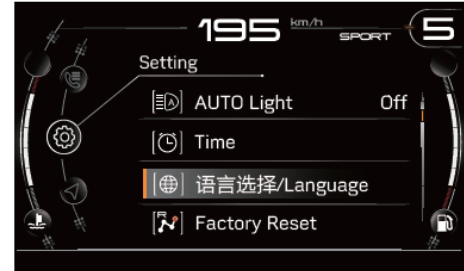 195 km/h SPORT 5
Setting
AUTO Light Off
Time
语言选择/Language
Factory Reset